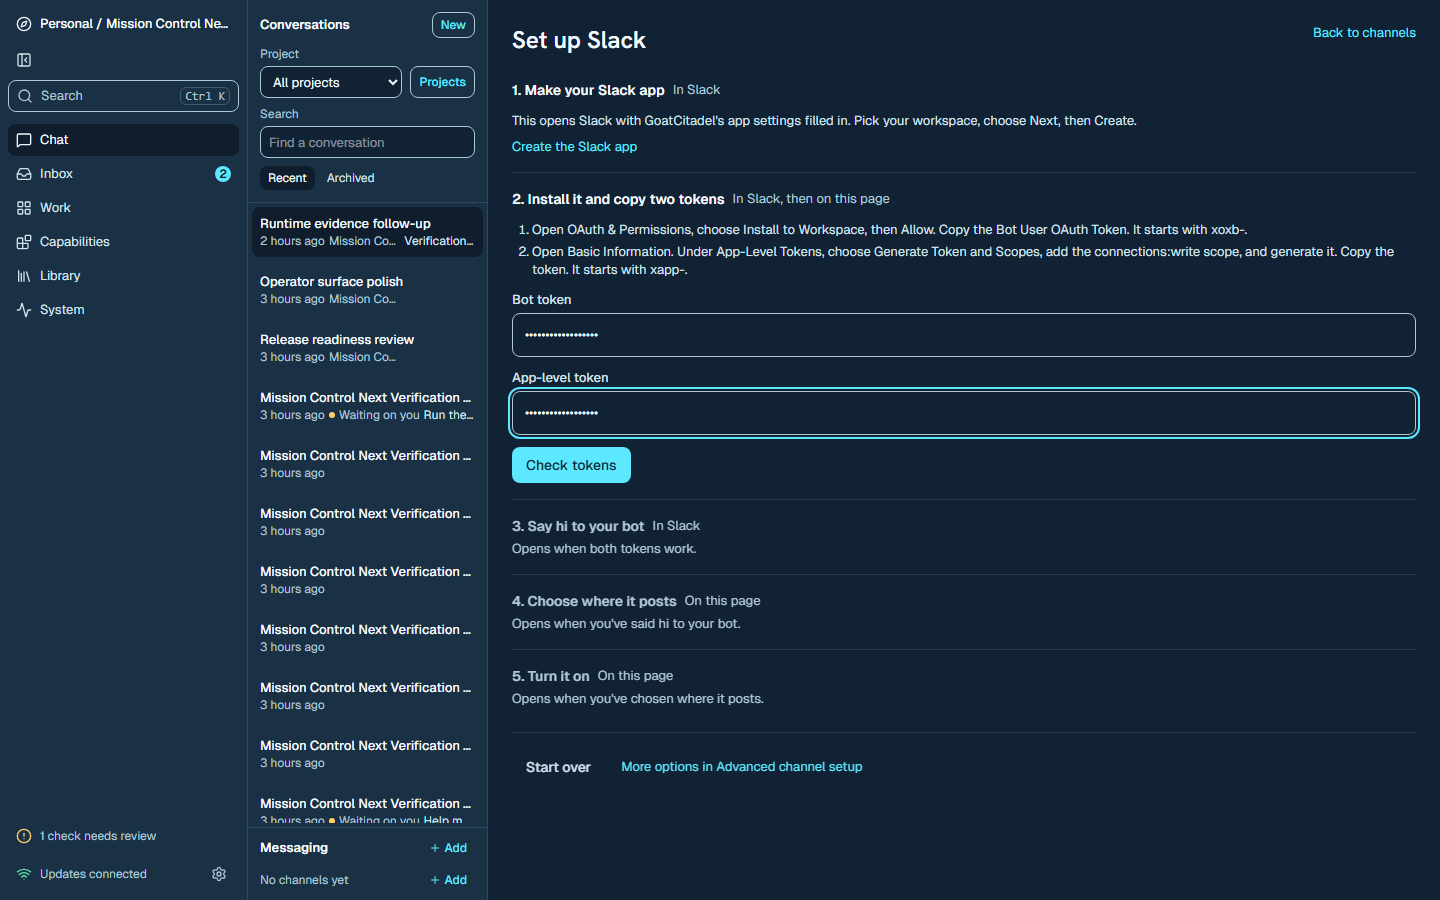 Personal / Mission Control Ne...
Search
Ctrl K
Chat
Inbox
2
Work
Capabilities
Library
System
1 check needs review
Updates connected
Conversations
New
Project
All projects
Projects
Search
Find a conversation
Recent
Archived
Runtime evidence follow-up
2 hours ago Mission Co... Verification...
Operator surface polish
3 hours ago Mission Co...
Release readiness review
3 hours ago Mission Co...
Mission Control Next Verification ...
3 hours ago Waiting on you Run the...
Mission Control Next Verification ...
3 hours ago
Mission Control Next Verification ...
3 hours ago
Mission Control Next Verification ...
3 hours ago
Mission Control Next Verification ...
3 hours ago
Mission Control Next Verification ...
3 hours ago
Mission Control Next Verification ...
3 hours ago
Mission Control Next Verification ...
3 hours ago Waiting on you Help m...
Messaging
+ Add
No channels yet
+ Add
Set up Slack
Back to channels
1. Make your Slack app In Slack
This opens Slack with GoatCitadel's app settings filled in. Pick your workspace, choose Next, then Create.
Create the Slack app
2. Install it and copy two tokens In Slack, then on this page
1. Open OAuth & Permissions, choose Install to Workspace, then Allow. Copy the Bot User OAuth Token. It starts with xoxb-.
2. Open Basic Information. Under App-Level Tokens, choose Generate Token and Scopes, add the connections:write scope, and generate it. Copy the
token. It starts with xapp-.
Bot token
••••••••••••••••••
App-level token
••••••••••••••••••
Check tokens
3. Say hi to your bot In Slack
Opens when both tokens work.
4. Choose where it posts On this page
Opens when you've said hi to your bot.
5. Turn it on On this page
Opens when you've chosen where it posts.
Start over
More options in Advanced channel setup